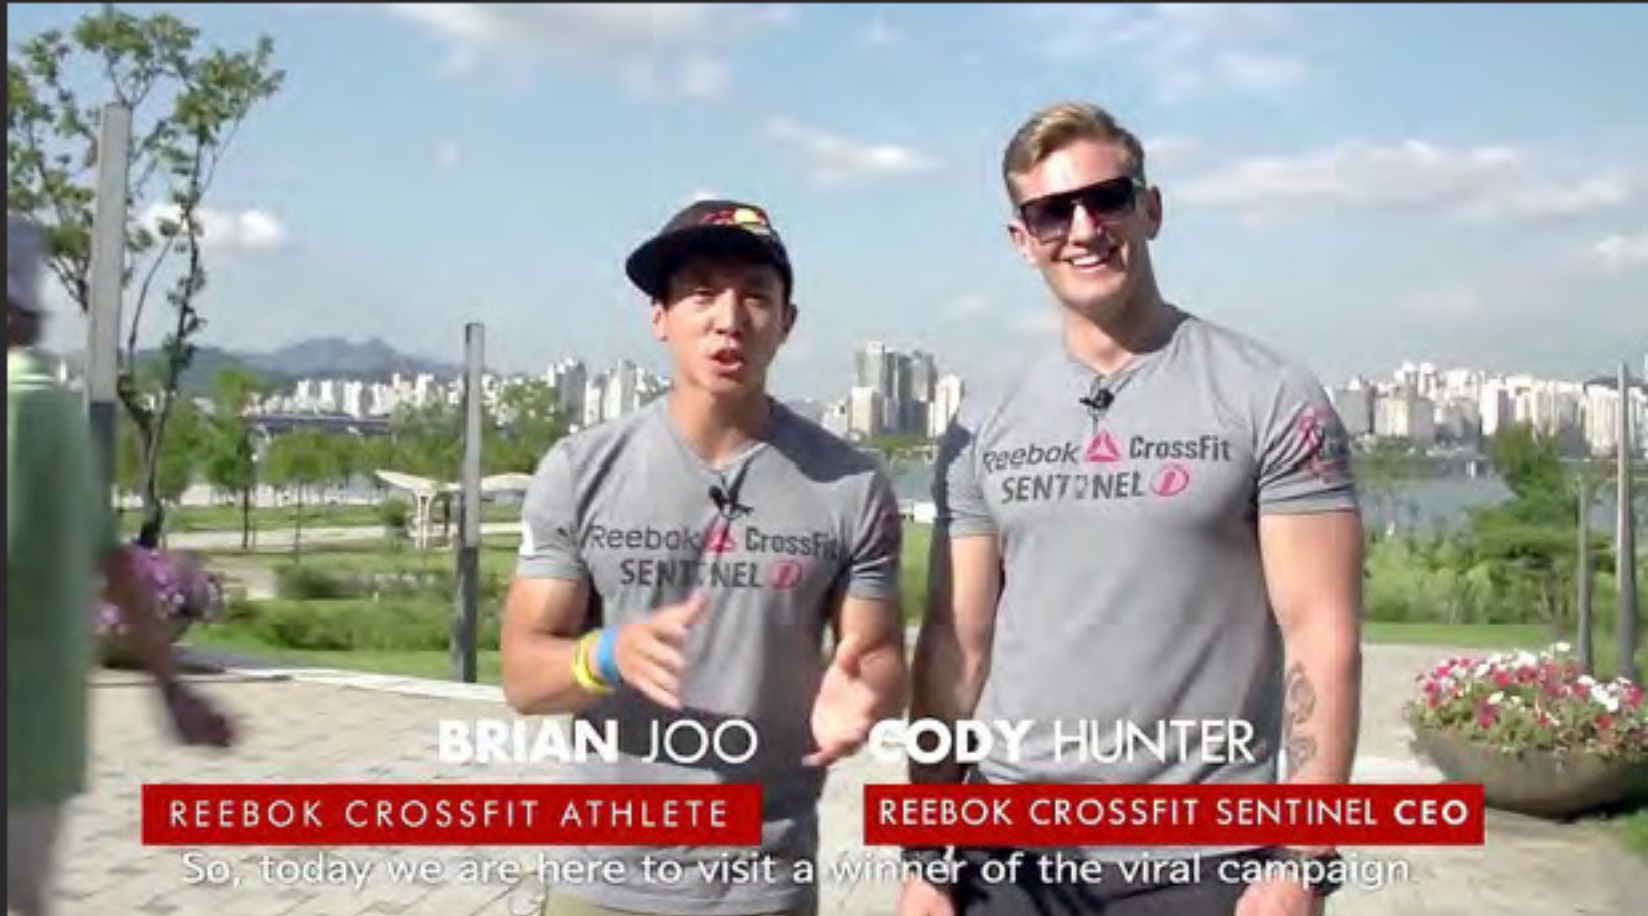 Reebok CrossFit
SENTINEL
Reebok CrossFit
SENTINEL
BRIAN JOO
CODY HUNTER
REEBOK CROSSFIT ATHLETE
REEBOK CROSSFIT SENTINEL CEO
So, today we are here to visit a winner of the viral campaign.